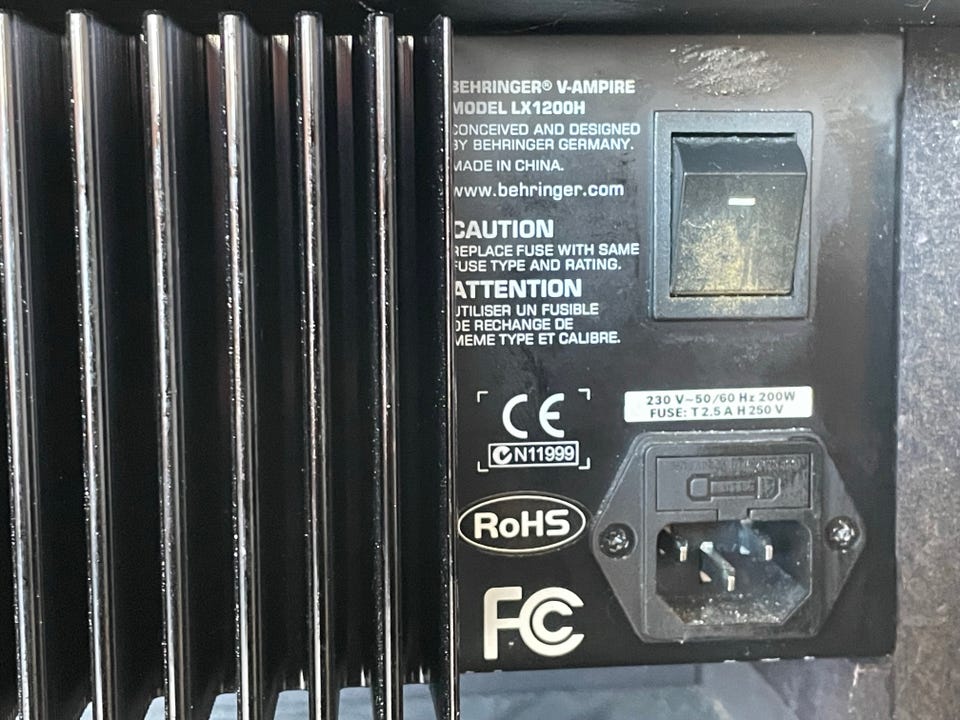 BEHRINGER® V-AMPIRE
MODEL LX1200H
CONCEIVED AND DESIGNED
BY BEHRINGER GERMANY.
MADE IN CHINA.
www.behringer.com
CAUTION
REPLACE FUSE WITH SAME
FUSE TYPE AND RATING.
ATTENTION
UTILISER UN FUSIBLE
DE RECHANGE DE
MEME TYPE ET CALIBRE.
CE
N11999
230 V~50/60 Hz 200W
FUSE: T 2.5 A H 250 V
RoHS
FC